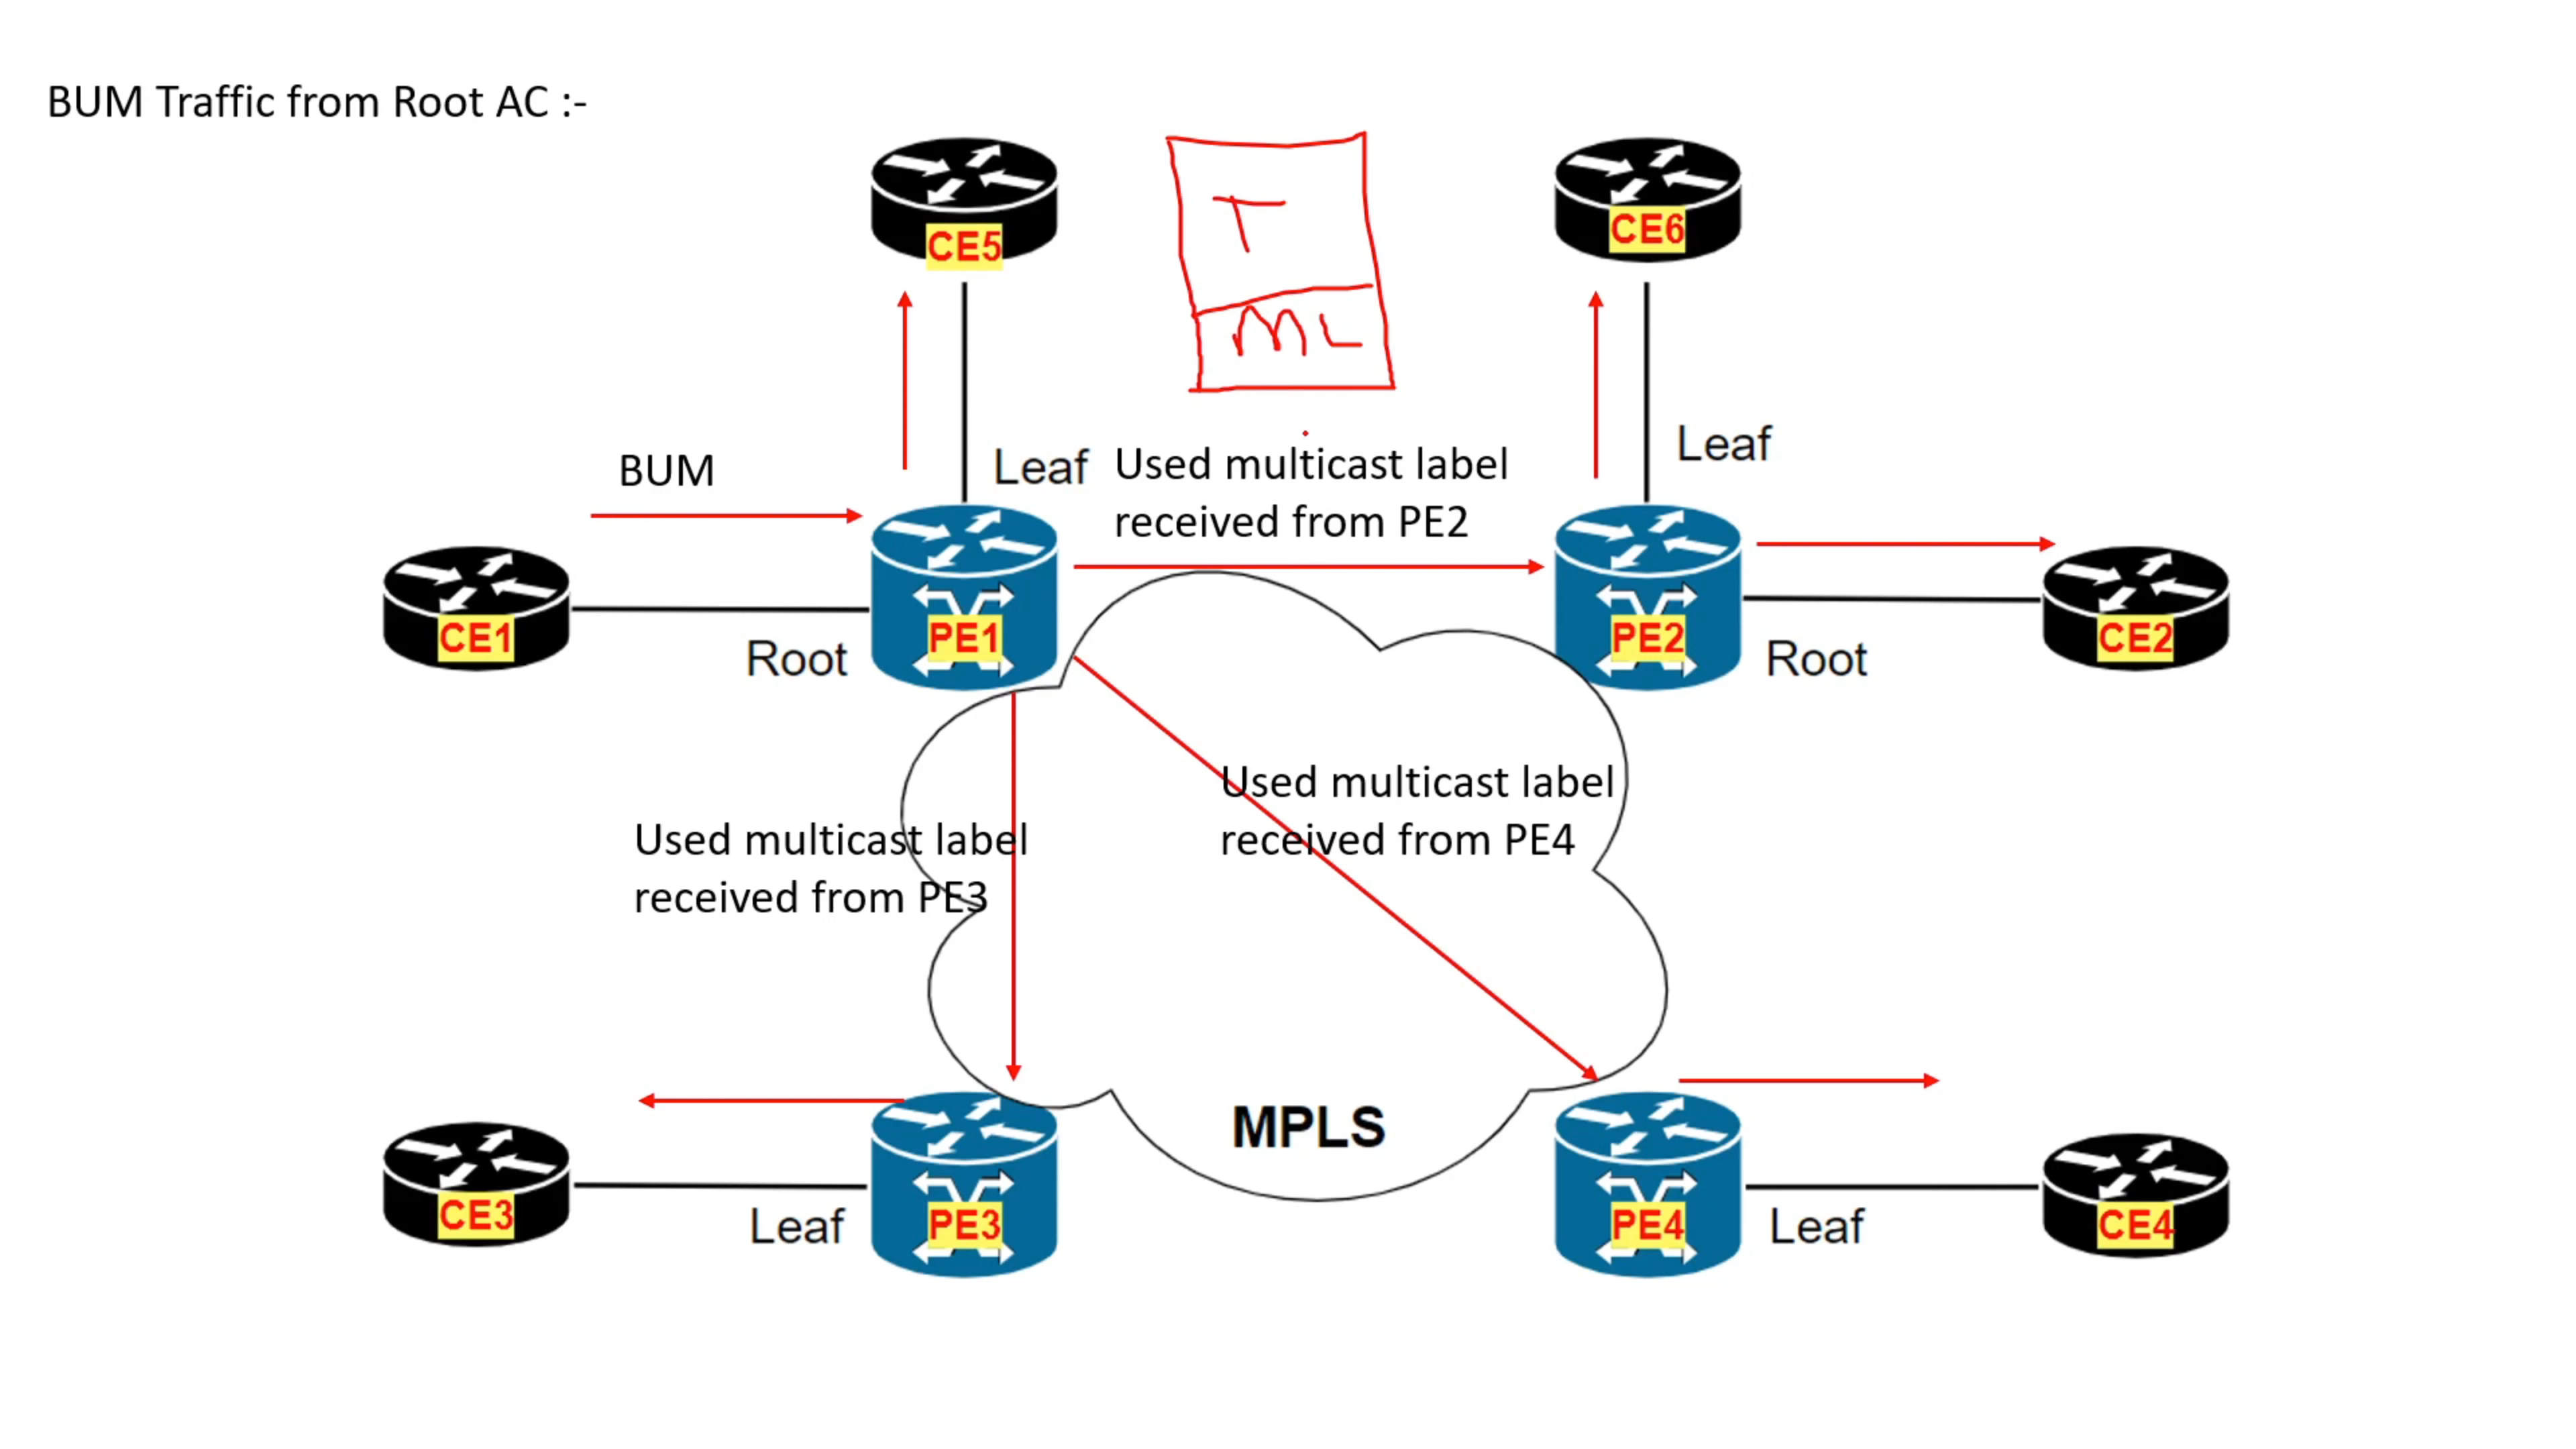 BUM Traffic from Root AC :-
T
ML
CE5
CE6
BUM
Leaf
Used multicast label
received from PE2
Leaf
CE1
Root
PE1
PE2
Root
CE2
Used multicast label
received from PE3
Used multicast label
received from PE4
MPLS
CE3
Leaf
PE3
PE4
Leaf
CE4